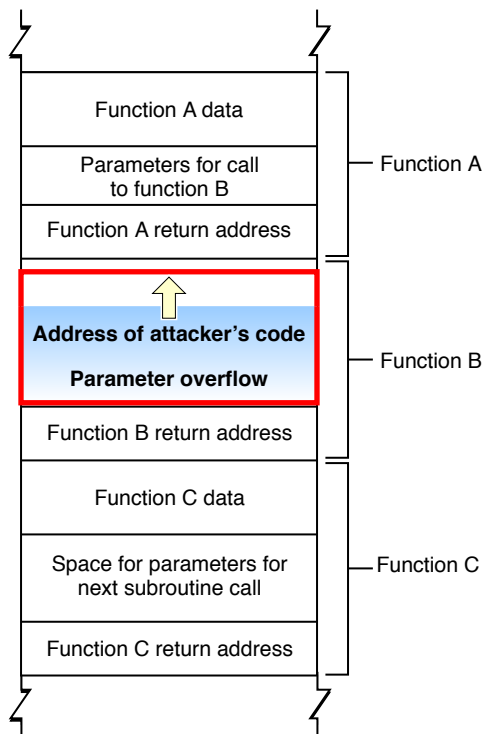 Function A data
Parameters for call
to function B
Function A return address
Function A
Address of attacker’s code
Parameter overflow
Function B return address
Function B
Function C data
Space for parameters for
next subroutine call
Function C return address
Function C